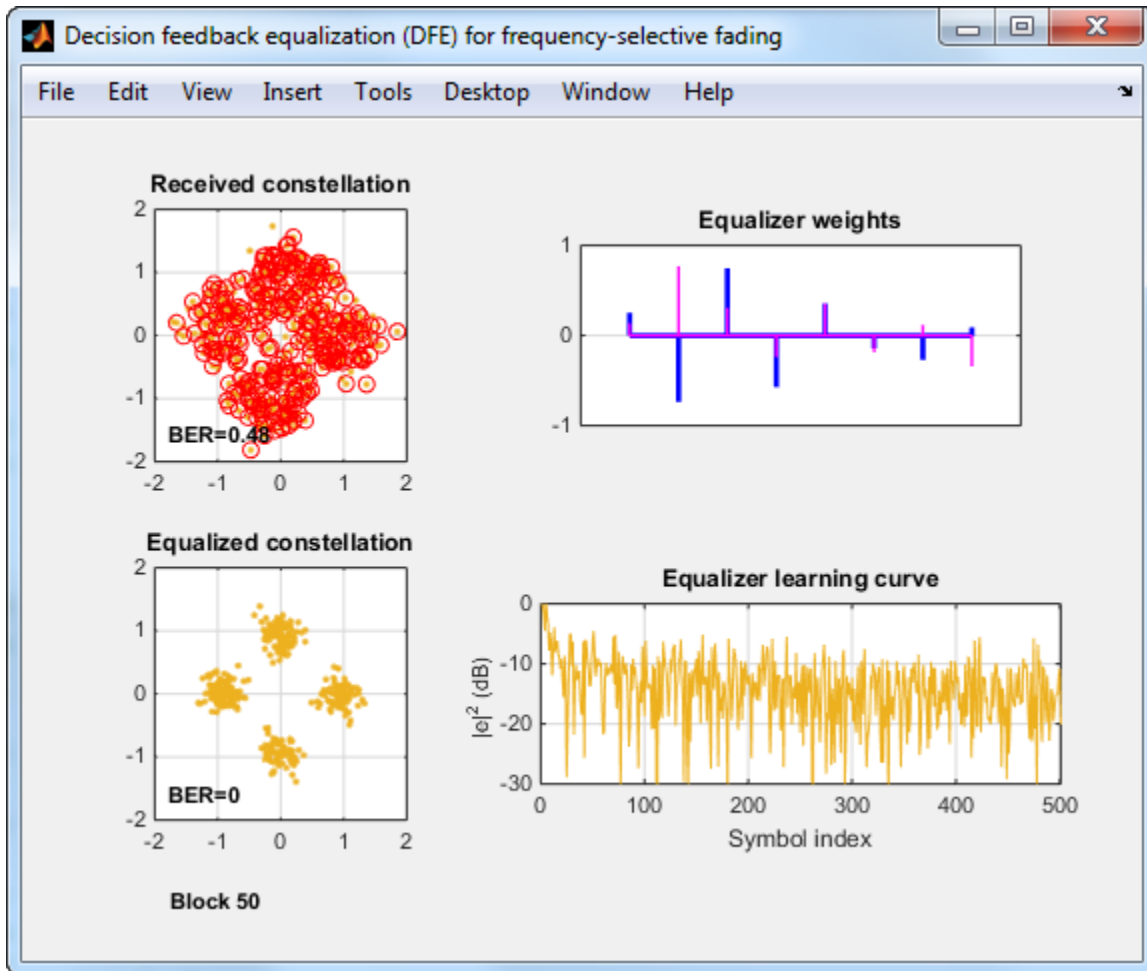 Decision feedback equalization (DFE) for frequency-selective fading
File Edit View Insert Tools Desktop Window Help
Received constellation
2
1
0
-1
-2
BER=0.48
-2 -1 0 1 2
Equalizer weights
1
0
-1
Equalized constellation
2
1
0
-1
-2
BER=0
-2 -1 0 1 2
Equalizer learning curve
0
-10
-20
-30
|e|^2 (dB)
0 100 200 300 400 500
Symbol index
Block 50